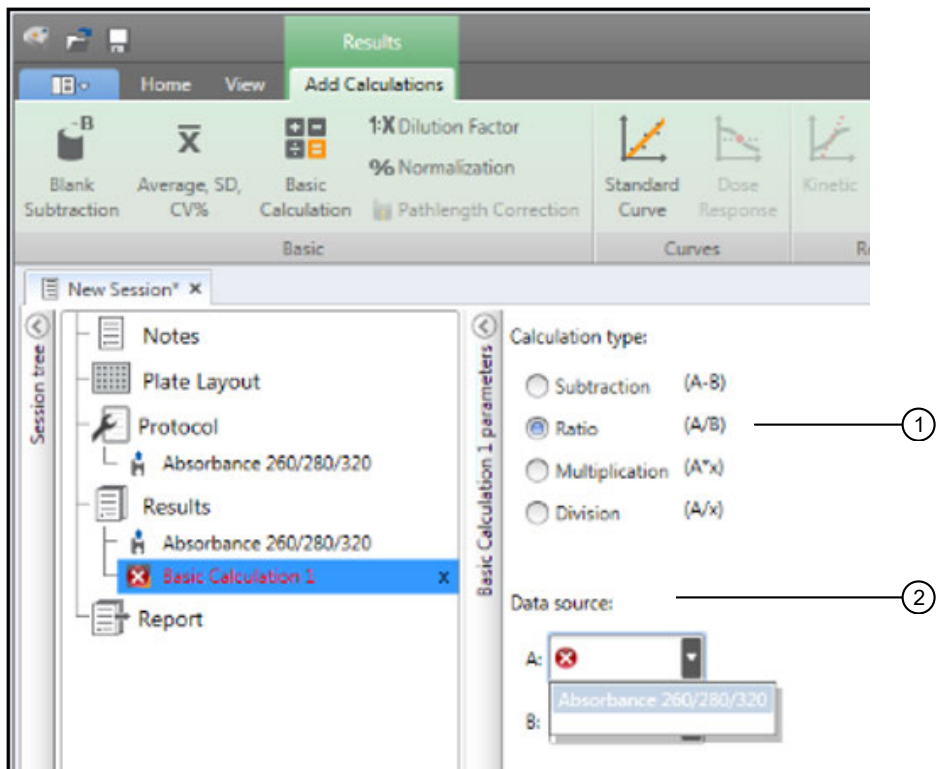 Results
Home View Add Calculations
-B
Blank Subtraction
x̄
Average, SD, CV%
Basic Calculation
1:X Dilution Factor
% Normalization
Pathlength Correction
Standard Curve
Dose Response
Kinetic
Basic
Curves
New Session* x
Session tree
Notes
Plate Layout
Protocol
Absorbance 260/280/320
Results
Absorbance 260/280/320
Basic Calculation 1 x
Report
Basic Calculation 1 parameters
Calculation type:
Subtraction (A-B)
Ratio (A/B)
Multiplication (A*x)
Division (A/x)
1
Data source:
2
A:
Absorbance 260/280/320
B: